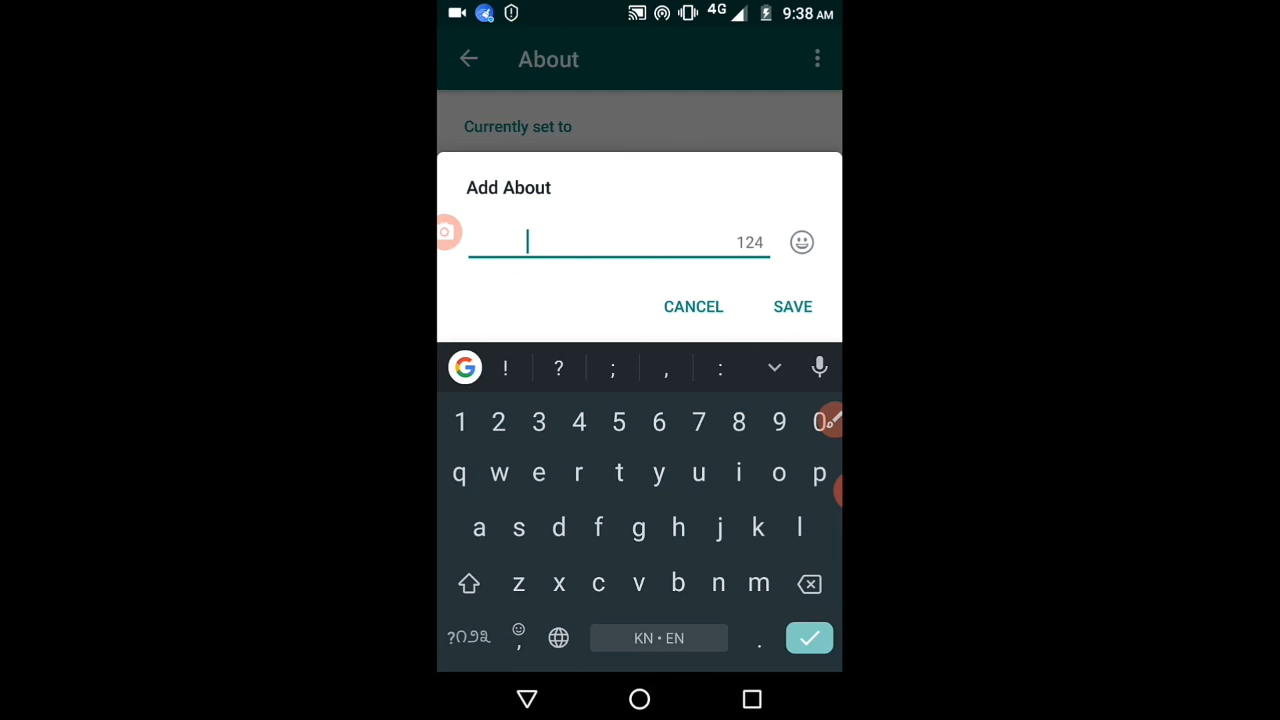 4G 9:38 AM
About
Currently set to
Add About
124
CANCEL SAVE
G ! ? ; , :
1 2 3 4 5 6 7 8 9 0
q w e r t y u i o p
a s d f g h j k l
z x c v b n m
?೧೨೩ , KN • EN .